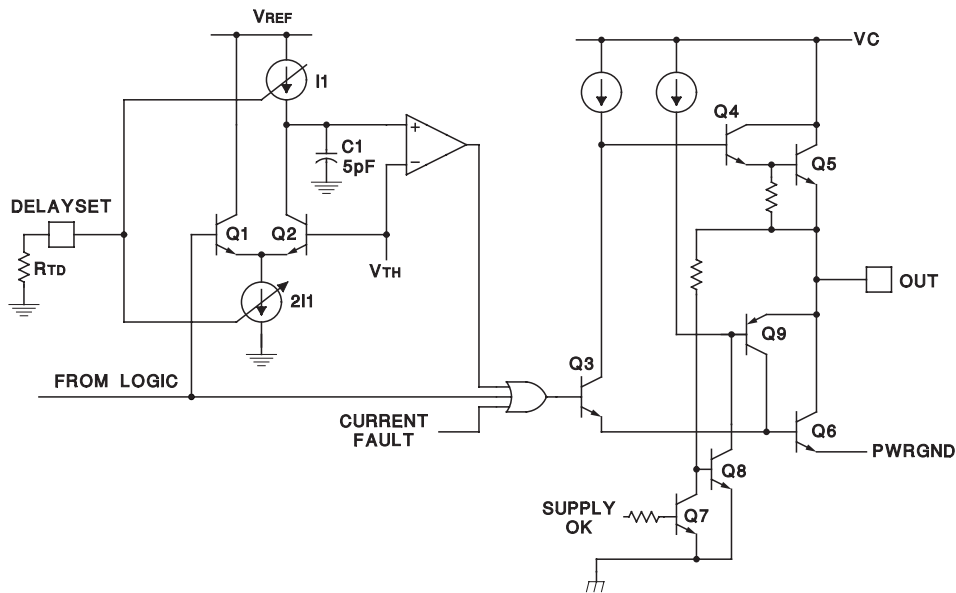 VREF
VC
I1
Q4
+
C1
5pF
−
Q5
DELAYSET
Q1
Q2
RTD
VTH
2I1
OUT
Q9
Q3
FROM LOGIC
CURRENT
FAULT
Q6
PWRGND
Q8
SUPPLY
OK
Q7